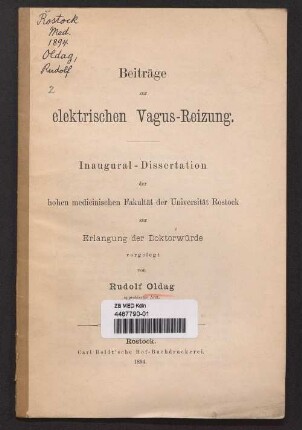 Rostock
Med.
1894
Oldag,
Rudolf
2
Beiträge
zur
elektrischen Vagus-Reizung.
Inaugural-Dissertation
der
hohen medicinischen Fakultät der Universität Rostock
zur
Erlangung der Doktorwürde
vorgelegt
von
Rudolf Oldag
ZB MED Köln
4467790-01
Rostock.
Carl Boldt'sche Hof-Buchdruckerei.
1894.